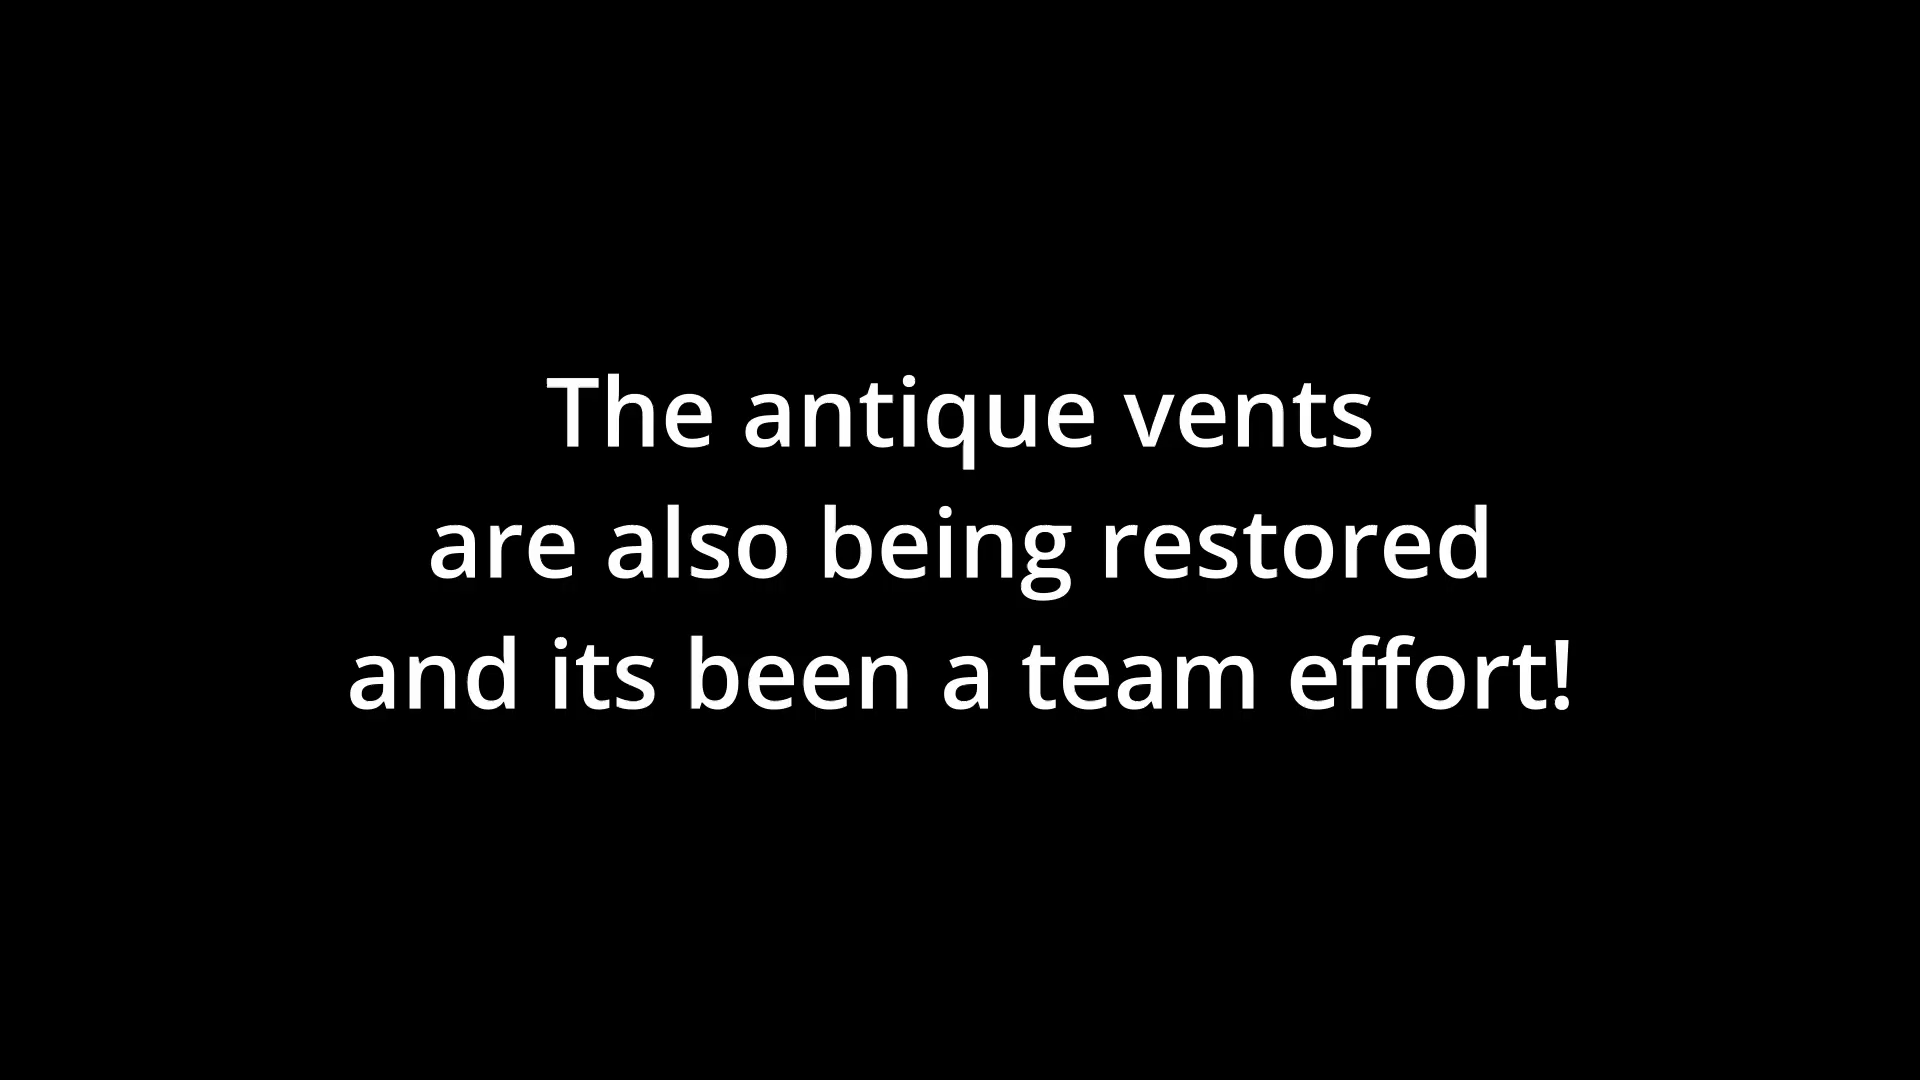 The antique vents
are also being restored
and its been a team effort!